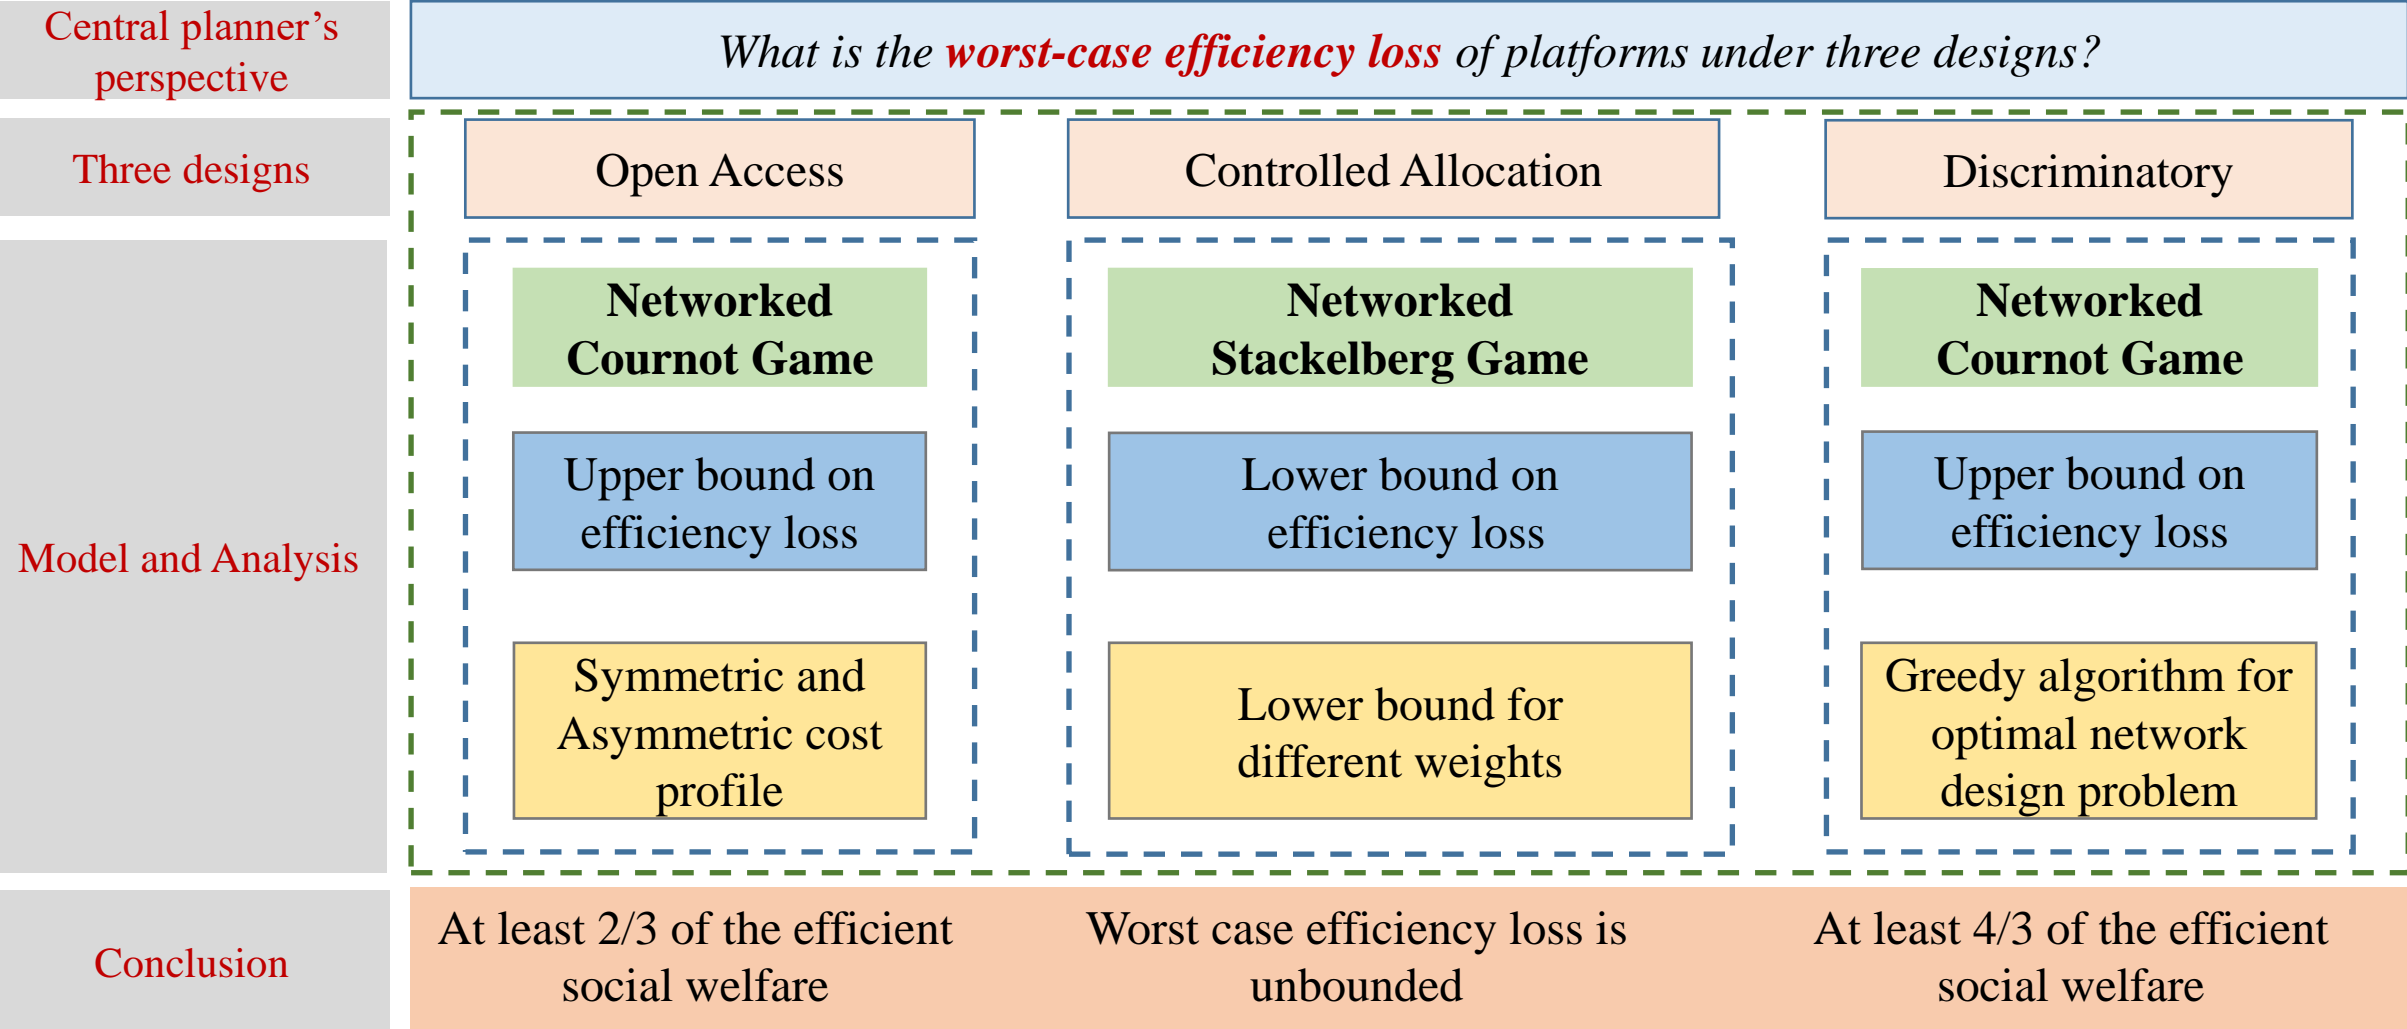 Central planner’s
perspective
What is the worst-case efficiency loss of platforms under three designs?
Three designs
Open Access
Controlled Allocation
Discriminatory
Model and Analysis
Networked
Cournot Game
Upper bound on
efficiency loss
Symmetric and
Asymmetric cost
profile
Networked
Stackelberg Game
Lower bound on
efficiency loss
Lower bound for
different weights
Networked
Cournot Game
Upper bound on
efficiency loss
Greedy algorithm for
optimal network
design problem
Conclusion
At least 2/3 of the efficient
social welfare
Worst case efficiency loss is
unbounded
At least 4/3 of the efficient
social welfare